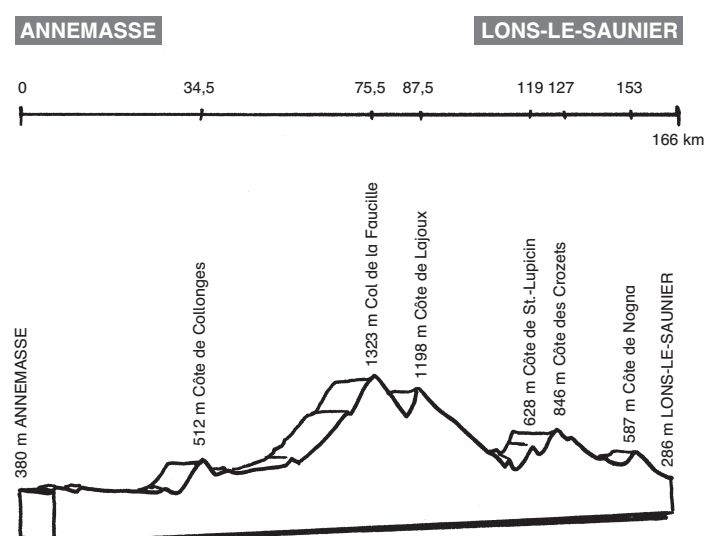 ANNEMASSE
LONS-LE-SAUNIER
0 34,5 75,5 87,5 119 127 153
166 km
380 m ANNEMASSE
512 m Côte de Collonges
1323 m Col de la Faucille
1198 m Côte de Lajoux
628 m Côte de St.-Lupicin
846 m Côte des Crozets
587 m Côte de Nogna
286 m LONS-LE-SAUNIER